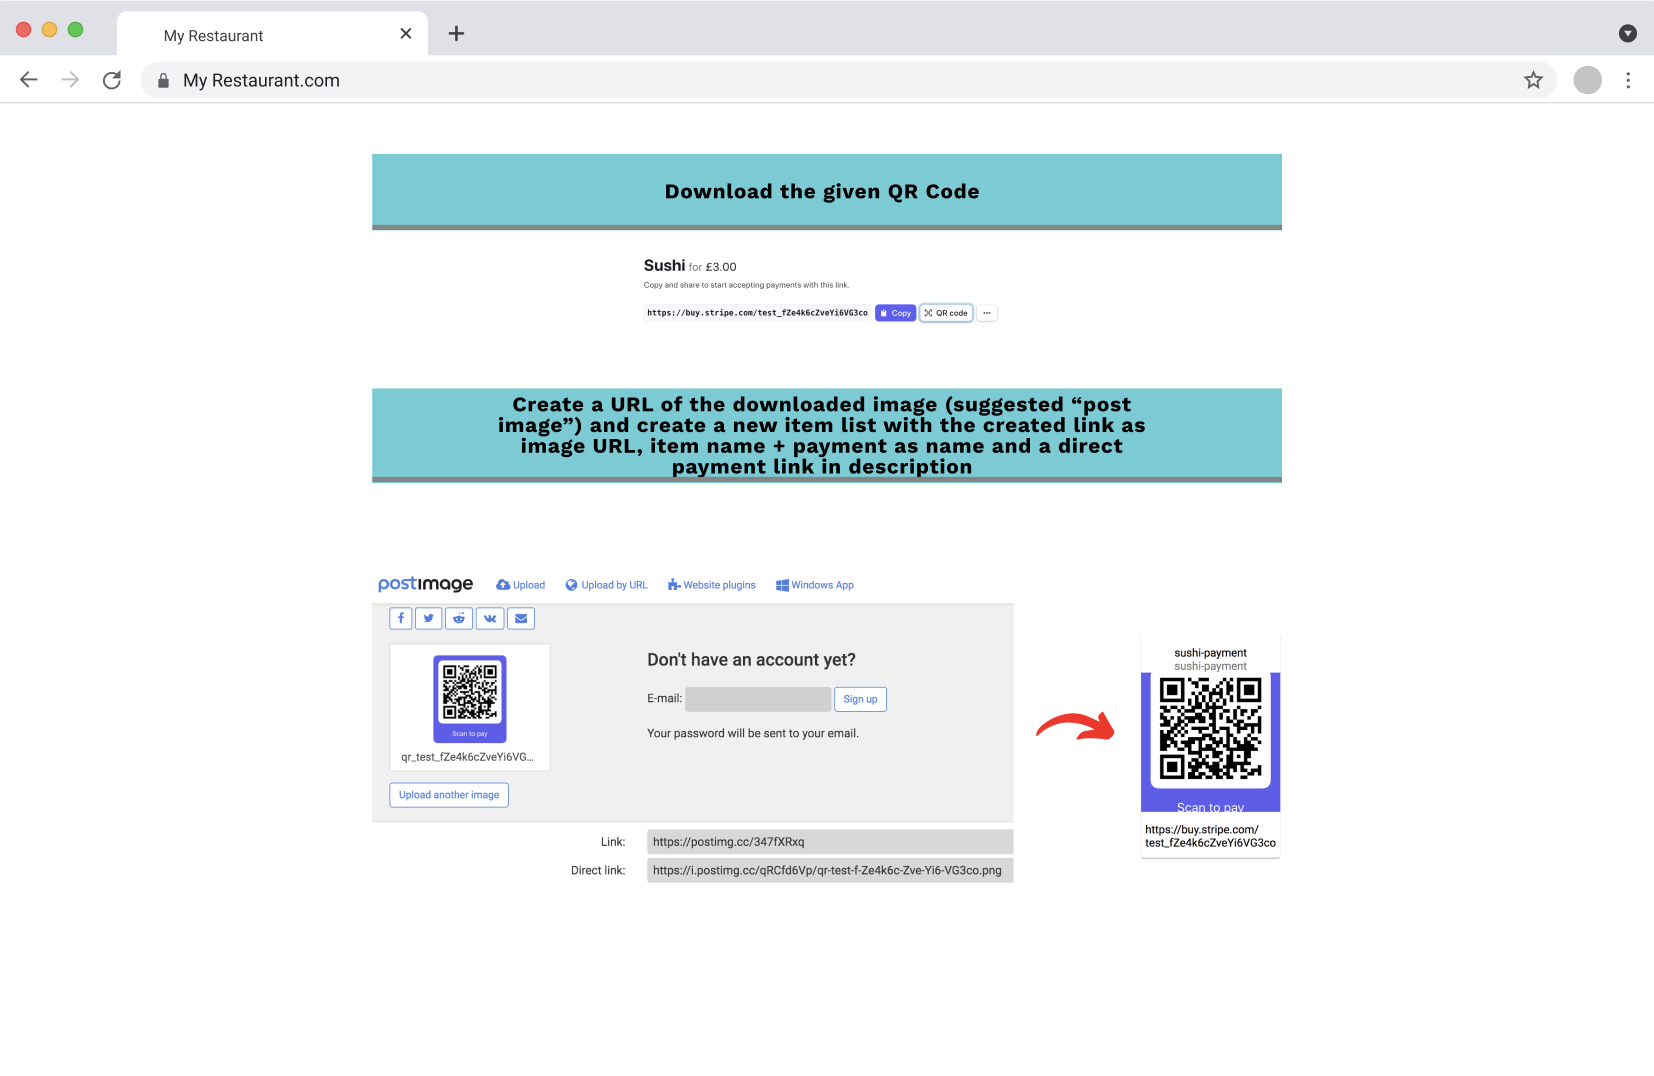 My Restaurant
My Restaurant.com
Download the given QR Code
Sushi for £3.00
Copy and share to start accepting payments with this link.
https://buy.stripe.com/test_fZe4k6cZveYi6VG3co Copy QR code ...
Create a URL of the downloaded image (suggested “post
image”) and create a new item list with the created link as
image URL, item name + payment as name and a direct
payment link in description
postimage Upload Upload by URL Website plugins Windows App
Don't have an account yet?
E-mail: Sign up
Your password will be sent to your email.
Scan to pay
qr_test_fZe4k6cZveYi6VG...
Upload another image
Link: https://postimg.cc/347fXRxq
Direct link: https://i.postimg.cc/qRCfd6Vp/qr-test-f-Ze4k6c-Zve-Yi6-VG3co.png
sushi-payment
sushi-payment
Scan to pay
https://buy.stripe.com/
test_fZe4k6cZveYi6VG3co